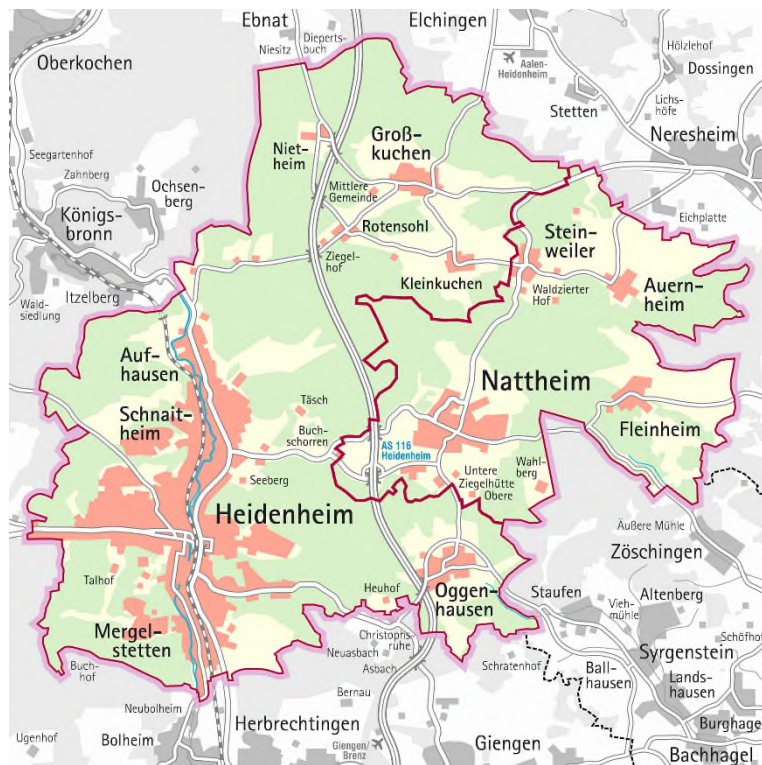 Ebnat
Elchingen
Niesitz
Dieperts-
buch
Oberkochen
Aalen-
Heidenheim
Hölzlehof
Dossingen
Stetten
Lichs-
höfe
Neresheim
Seegartenhof
Zahnberg
Ochsen-
berg
Königs-
bronn
Niet-
heim
Groß-
kuchen
Mittlere
Gemeinde
Rotensohl
Ziegel-
hof
Kleinkuchen
Stein-
weiler
Eichplatte
Waldzierter
Hof
Auern-
heim
Itzelberg
Wald-
siedlung
Auf-
hausen
Schnait-
heim
Täsch
Buch-
schorren
Seeberg
Nattheim
AS 116
Heidenheim
Fleinheim
Untere
Ziegelhütte
Obere
Wahl-
berg
Heidenheim
Äußere Mühle
Zöschingen
Talhof
Heuhof
Oggen-
hausen
Staufen
Vieh-
mühle
Altenberg
Mergel-
stetten
Christophs-
ruhe
Neuasbach
Asbach
Schratenhof
Ball-
hausen
Syrgenstein
Schöfhof
Lands-
hausen
Buch-
hof
Bernau
Neubolheim
Herbrechtingen
Burghage
Ugenhof
Bolheim
Giengen/
Brenz
Giengen
Bachhagel